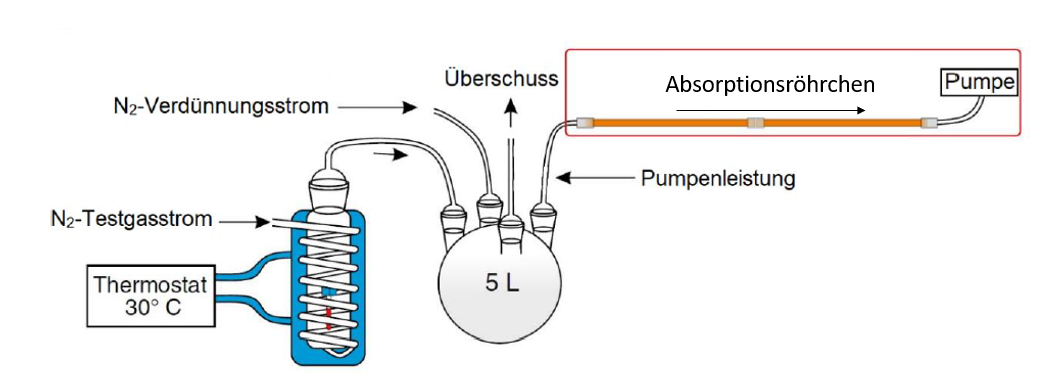 Überschuss
Absorptionsröhrchen
Pumpe
N₂-Verdünnungsstrom
Pumpenleistung
N₂-Testgasstrom
Thermostat
30° C
5 L